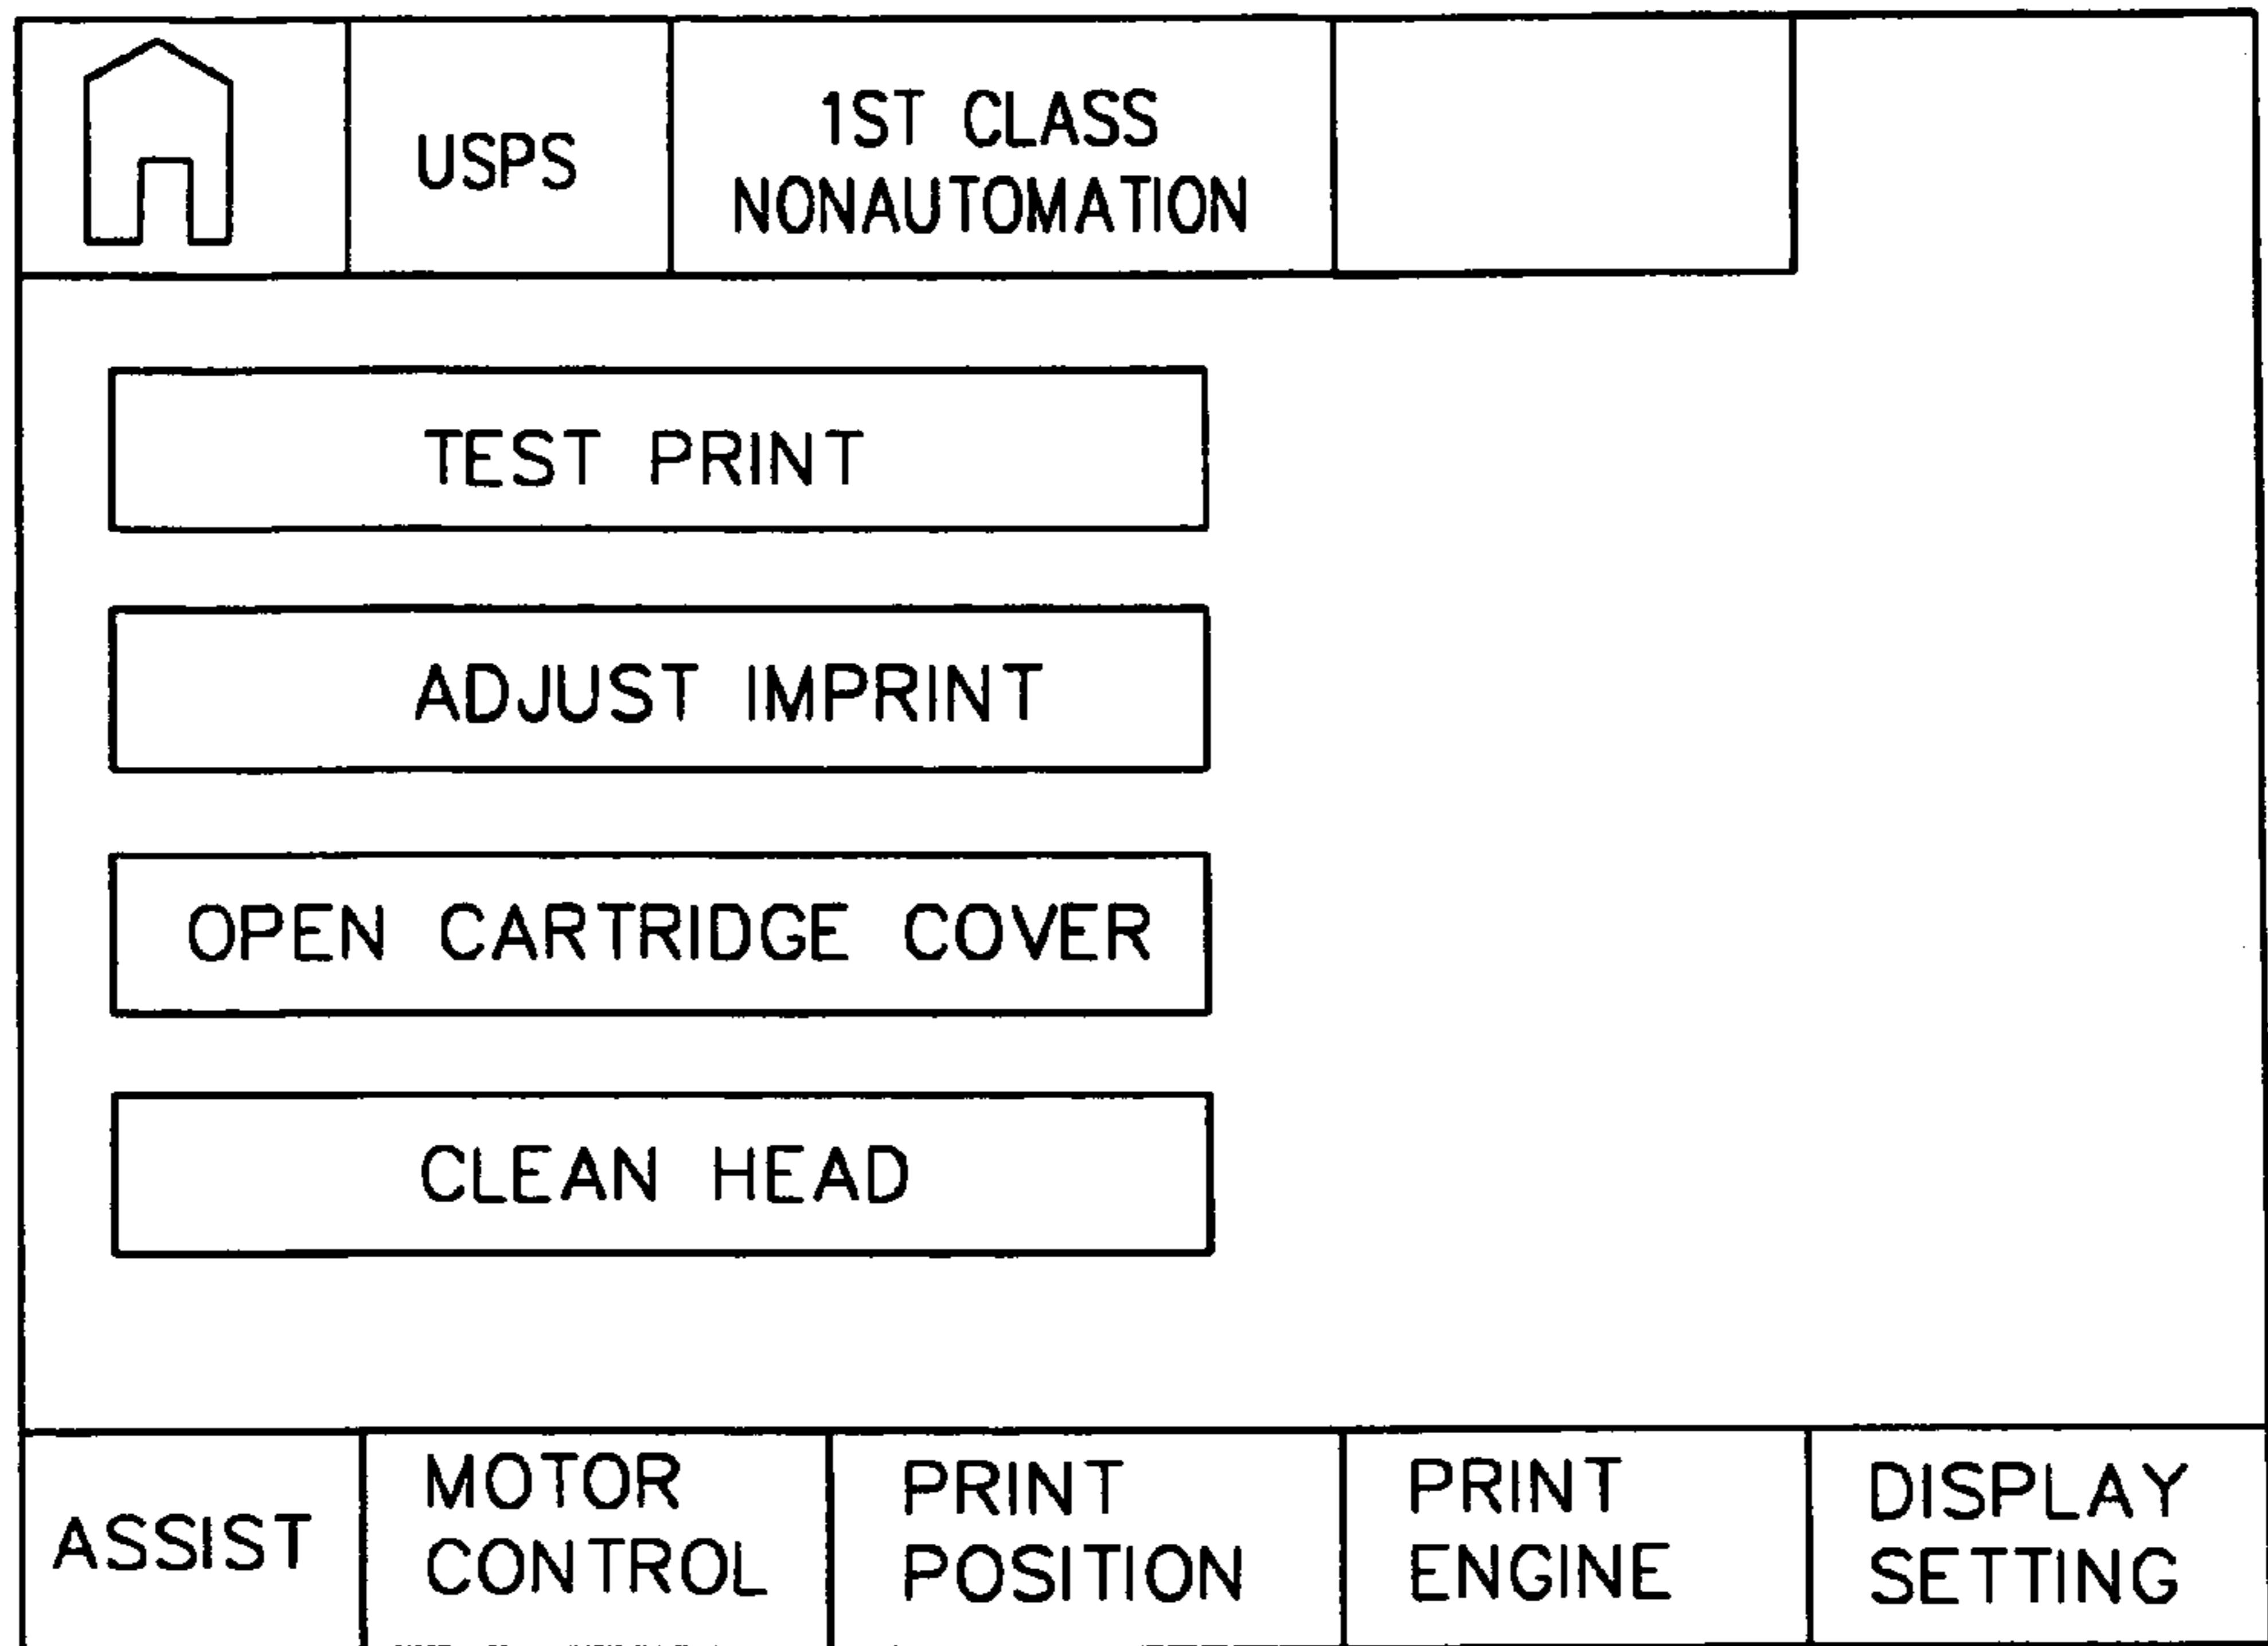 USPS
1ST CLASS
NONAUTOMATION
TEST PRINT
ADJUST IMPRINT
OPEN CARTRIDGE COVER
CLEAN HEAD
ASSIST
MOTOR
CONTROL
PRINT
POSITION
PRINT
ENGINE
DISPLAY
SETTING